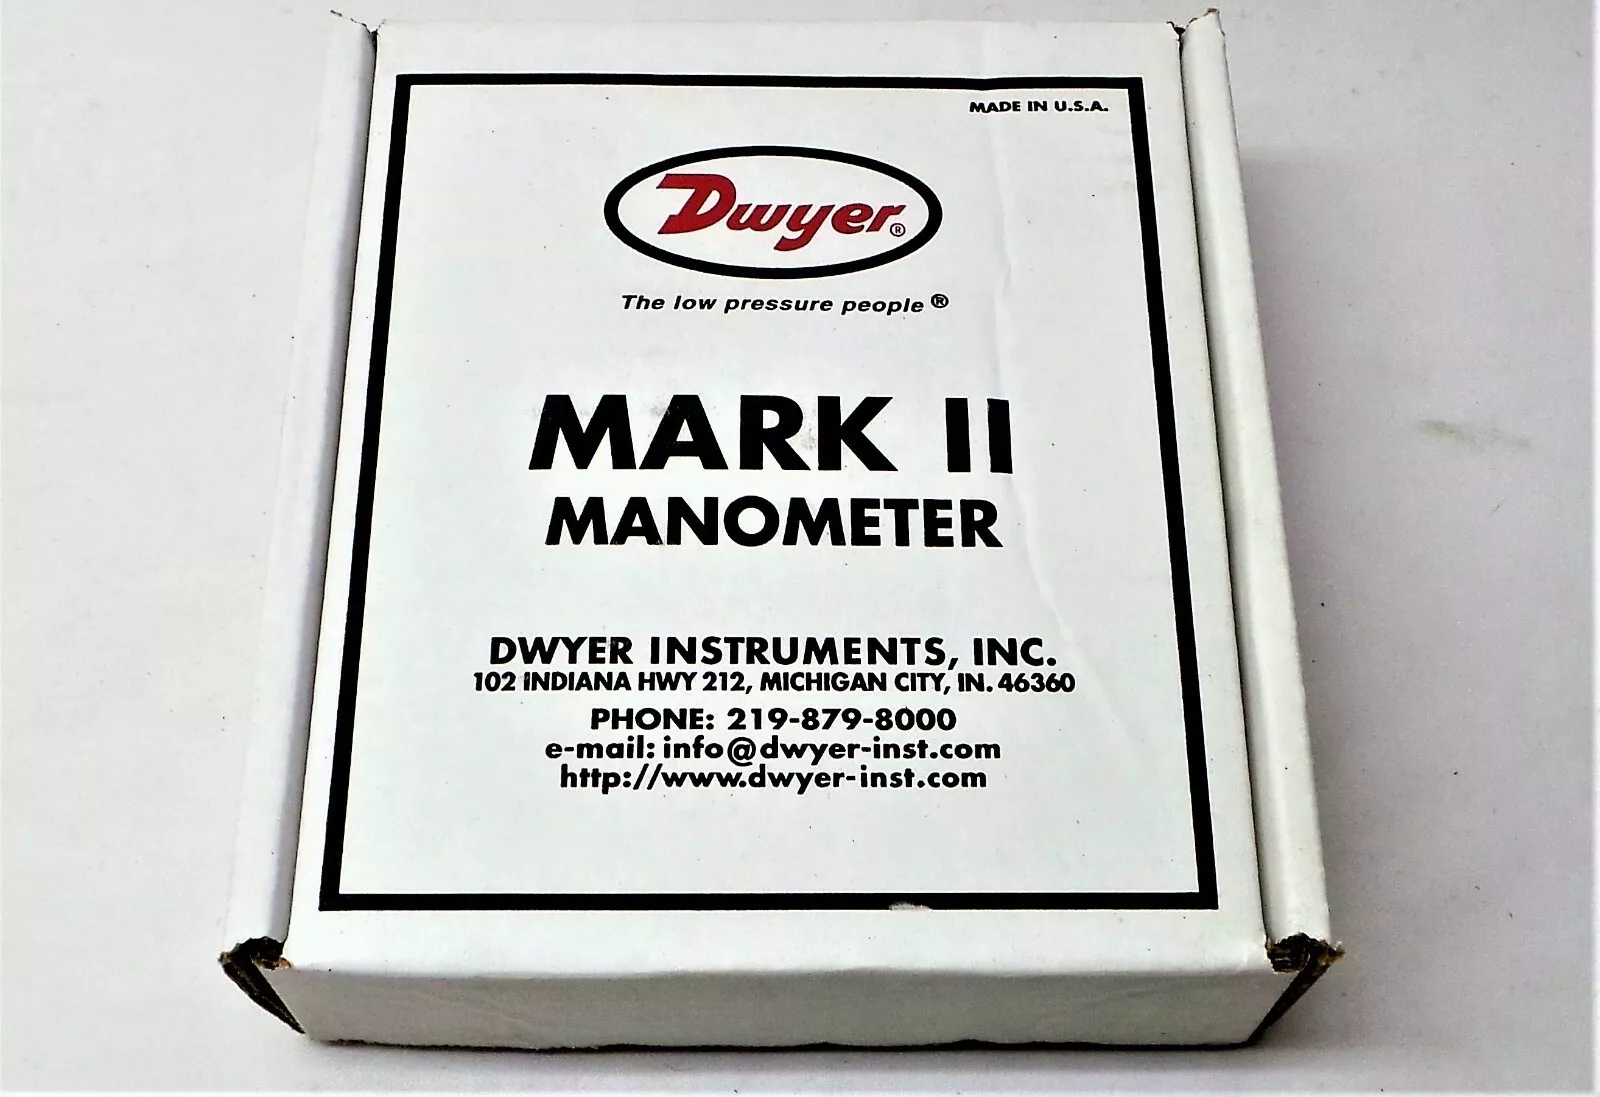 MADE IN U.S.A.
Dwyer®
The low pressure people®
MARK II
MANOMETER
DWYER INSTRUMENTS, INC.
102 INDIANA HWY 212, MICHIGAN CITY, IN. 46360
PHONE: 219-879-8000
e-mail: info@dwyer-inst.com
http://www.dwyer-inst.com